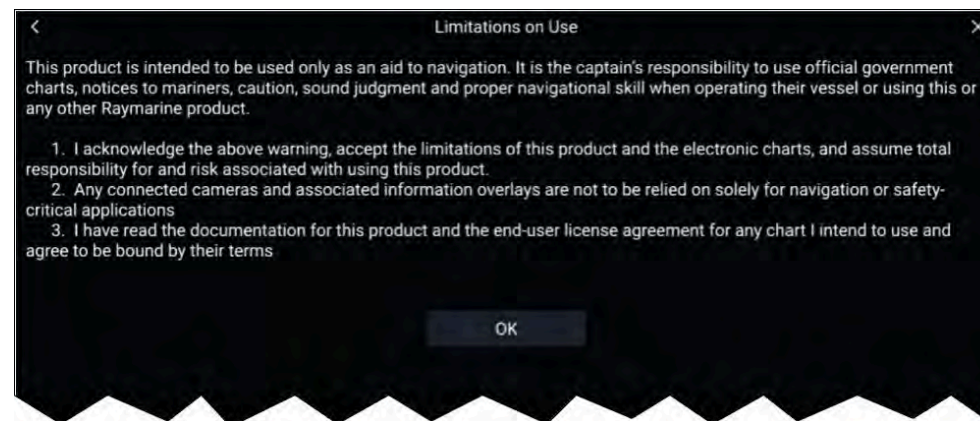 Limitations on Use
This product is intended to be used only as an aid to navigation. It is the captain's responsibility to use official government
charts, notices to mariners, caution, sound judgment and proper navigational skill when operating their vessel or using this or
any other Raymarine product.
1. I acknowledge the above warning, accept the limitations of this product and the electronic charts, and assume total
responsibility for and risk associated with using this product.
2. Any connected cameras and associated information overlays are not to be relied on solely for navigation or safety-
critical applications
3. I have read the documentation for this product and the end-user license agreement for any chart I intend to use and
agree to be bound by their terms
OK